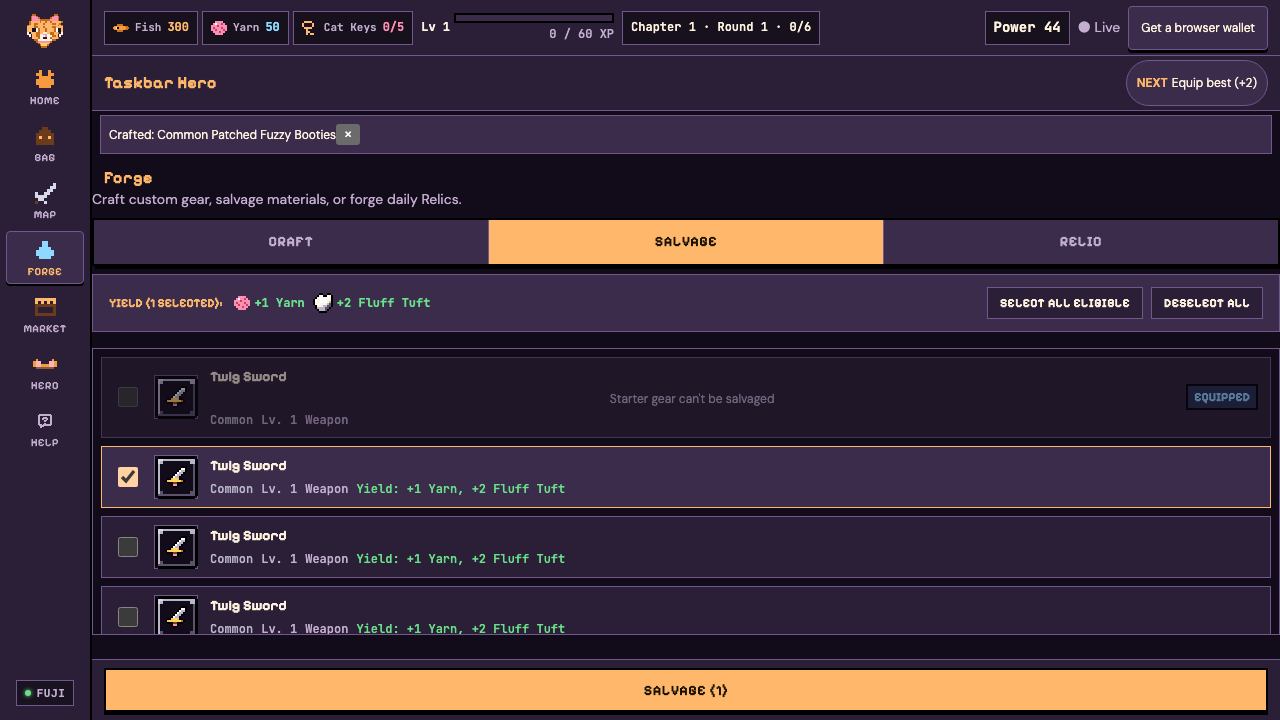 Fish 300
Yarn 50
Cat Keys 0/5
Lv 1
0 / 60 XP
Chapter 1 · Round 1 · 0/6
Power 44
Live
Get a browser wallet
HOME
BAG
MAP
FORGE
MARKET
HERO
HELP
FUJI
Taskbar Hero
NEXT Equip best (+2)
Crafted: Common Patched Fuzzy Booties ×
Forge
Craft custom gear, salvage materials, or forge daily Relics.
CRAFT
SALVAGE
RELIC
YIELD (1 SELECTED): +1 Yarn +2 Fluff Tuft
SELECT ALL ELIGIBLE
DESELECT ALL
Twig Sword
Starter gear can't be salvaged
EQUIPPED
Common Lv. 1 Weapon
Twig Sword
Common Lv. 1 Weapon Yield: +1 Yarn, +2 Fluff Tuft
Twig Sword
Common Lv. 1 Weapon Yield: +1 Yarn, +2 Fluff Tuft
Twig Sword
Common Lv. 1 Weapon Yield: +1 Yarn, +2 Fluff Tuft
SALVAGE (1)